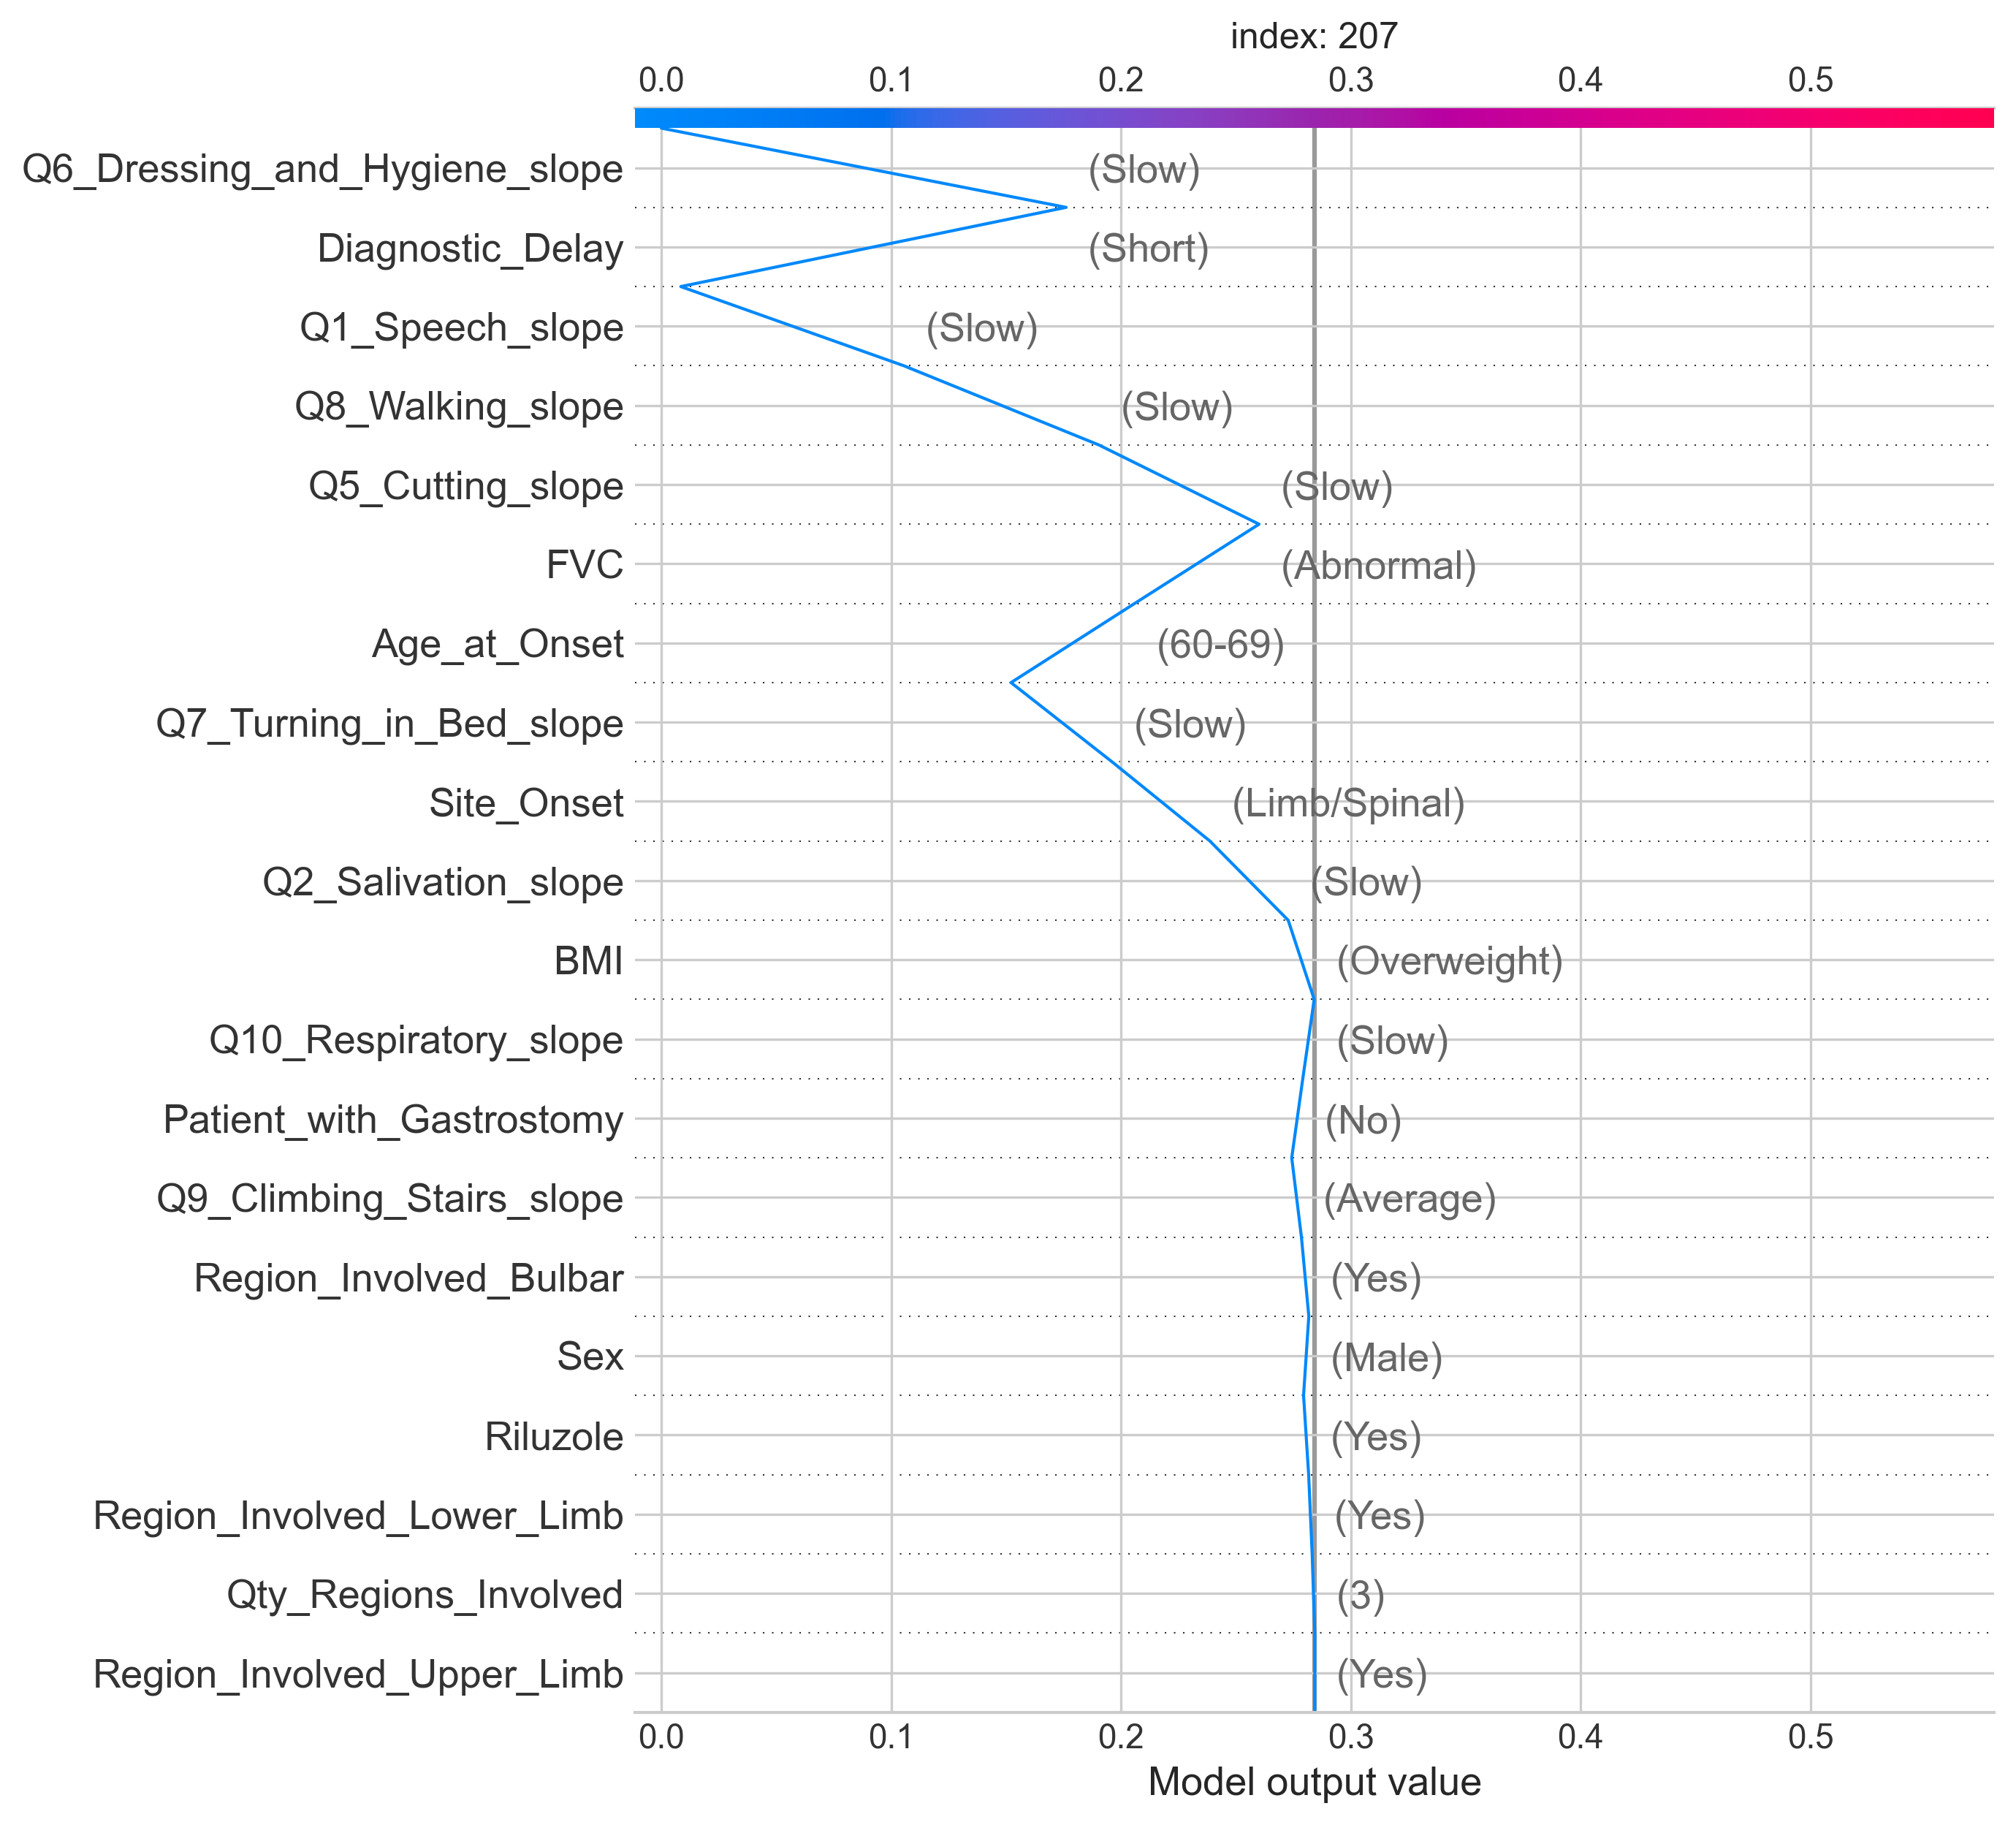 index: 207
0.0 0.1 0.2 0.3 0.4 0.5
Q6_Dressing_and_Hygiene_slope (Slow)
Diagnostic_Delay (Short)
Q1_Speech_slope (Slow)
Q8_Walking_slope (Slow)
Q5_Cutting_slope (Slow)
FVC (Abnormal)
Age_at_Onset (60-69)
Q7_Turning_in_Bed_slope (Slow)
Site_Onset (Limb/Spinal)
Q2_Salivation_slope (Slow)
BMI (Overweight)
Q10_Respiratory_slope (Slow)
Patient_with_Gastrostomy (No)
Q9_Climbing_Stairs_slope (Average)
Region_Involved_Bulbar (Yes)
Sex (Male)
Riluzole (Yes)
Region_Involved_Lower_Limb (Yes)
Qty_Regions_Involved (3)
Region_Involved_Upper_Limb (Yes)
0.0 0.1 0.2 0.3 0.4 0.5
Model output value